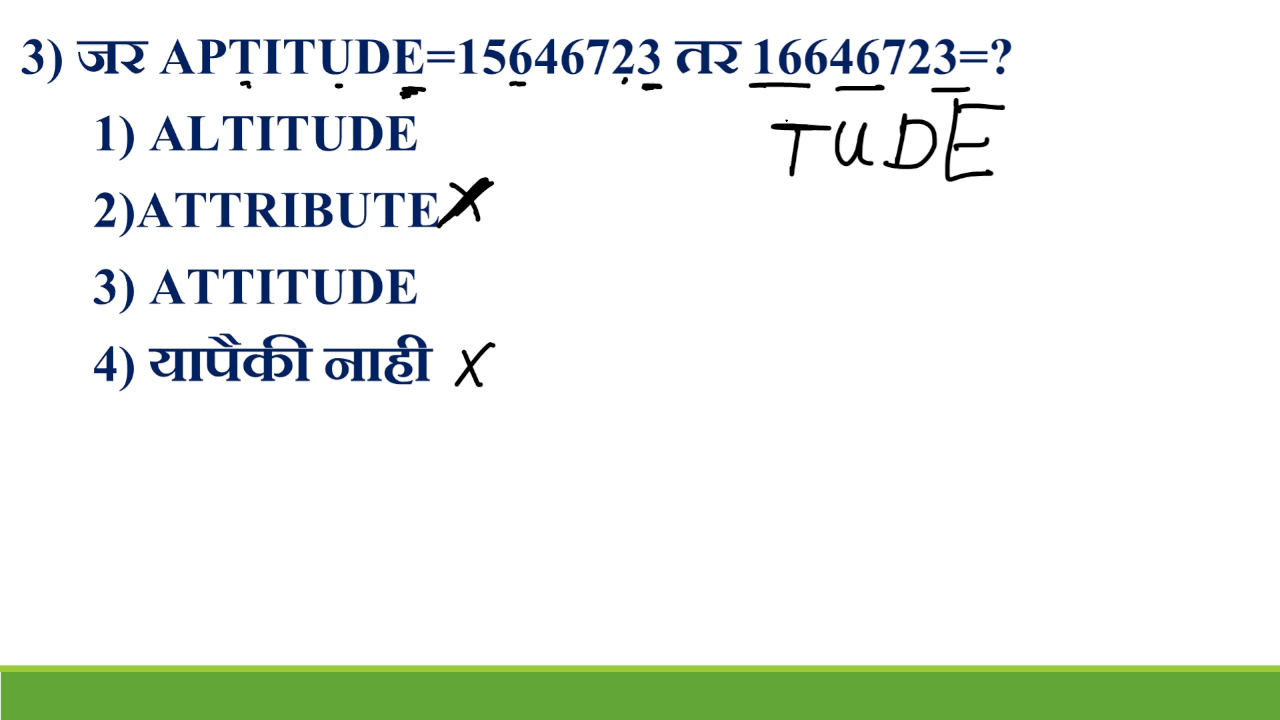 3) जर APTITUDE=15646723 तर 16646723=?
1) ALTITUDE
TUDE
2)ATTRIBUTE X
3) ATTITUDE
4) यापैकी नाही X